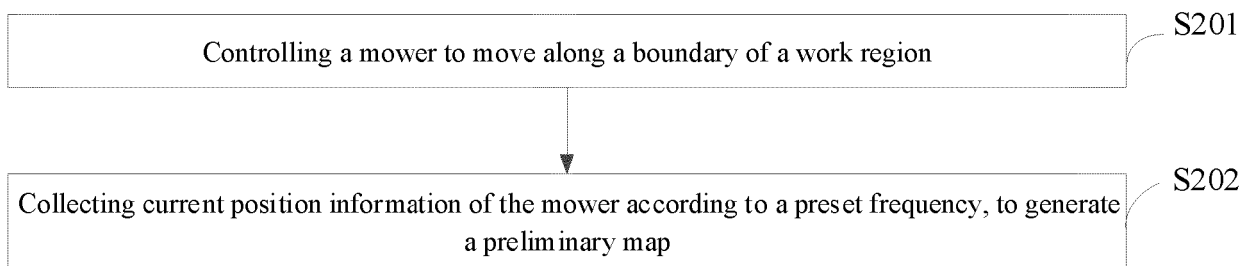 S201
Controlling a mower to move along a boundary of a work region
S202
Collecting current position information of the mower according to a preset frequency, to generate
a preliminary map